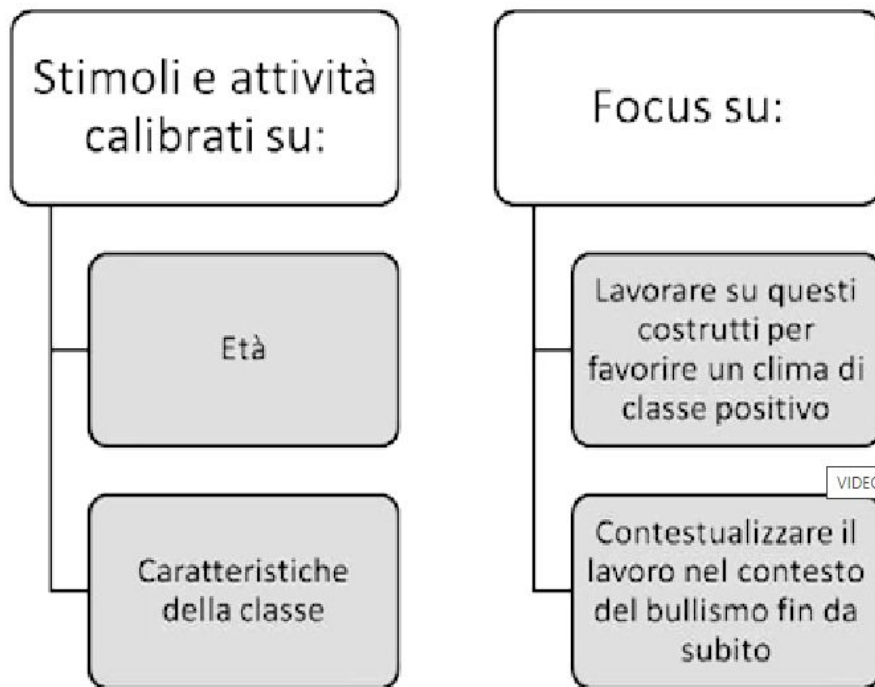 Stimoli e attività
calibrati su:
Età
Caratteristiche
della classe
Focus su:
Lavorare su questi
costrutti per
favorire un clima di
classe positivo
VIDEO
Contestualizzare il
lavoro nel contesto
del bullismo fin da
subito